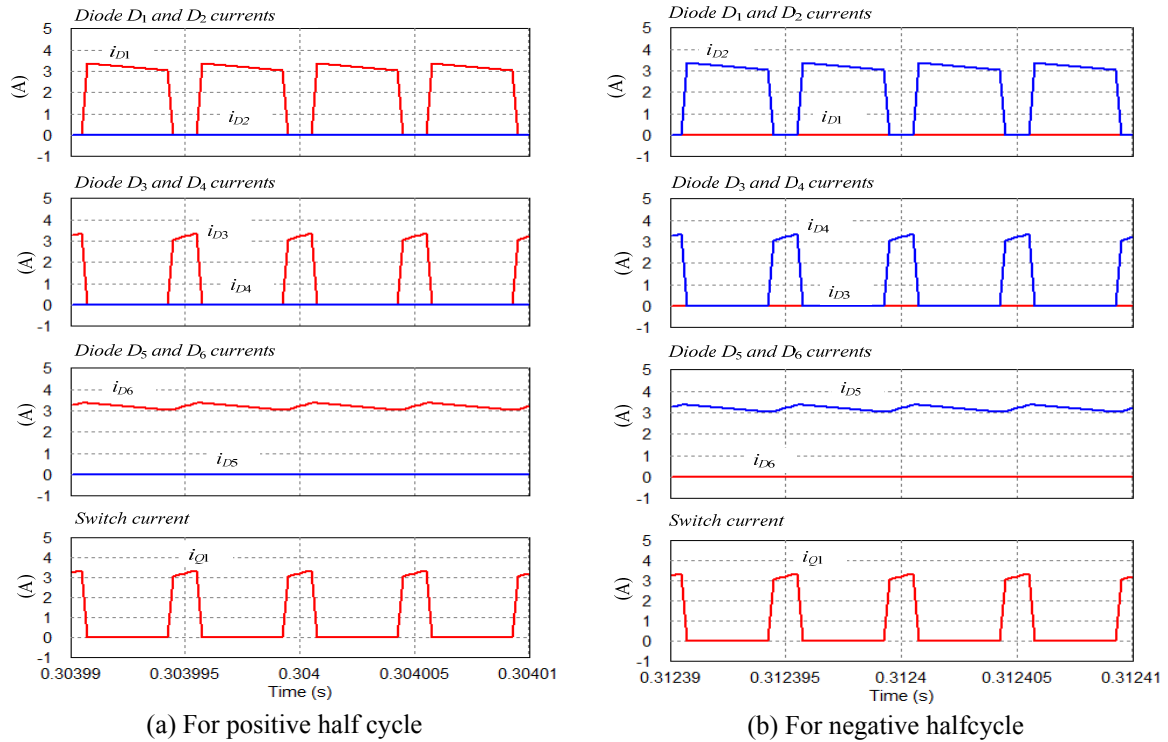 Diode D1 and D2 currents
5
4
3
2
1
0
-1
(A)
iD1
iD2
Diode D3 and D4 currents
5
4
3
2
1
0
-1
(A)
iD3
iD4
Diode D5 and D6 currents
5
4
3
2
1
0
-1
(A)
iD6
iD5
Switch current
5
4
3
2
1
0
-1
(A)
iQ1
0.30399 0.303995 0.304 0.304005 0.30401
Time (s)
(a) For positive half cycle
Diode D1 and D2 currents
5
4
3
2
1
0
-1
(A)
iD2
iD1
Diode D3 and D4 currents
5
4
3
2
1
0
-1
(A)
iD4
iD3
Diode D5 and D6 currents
5
4
3
2
1
0
-1
(A)
iD5
iD6
Switch current
5
4
3
2
1
0
-1
(A)
iQ1
0.31239 0.312395 0.3124 0.312405 0.31241
Time (s)
(b) For negative halfcycle